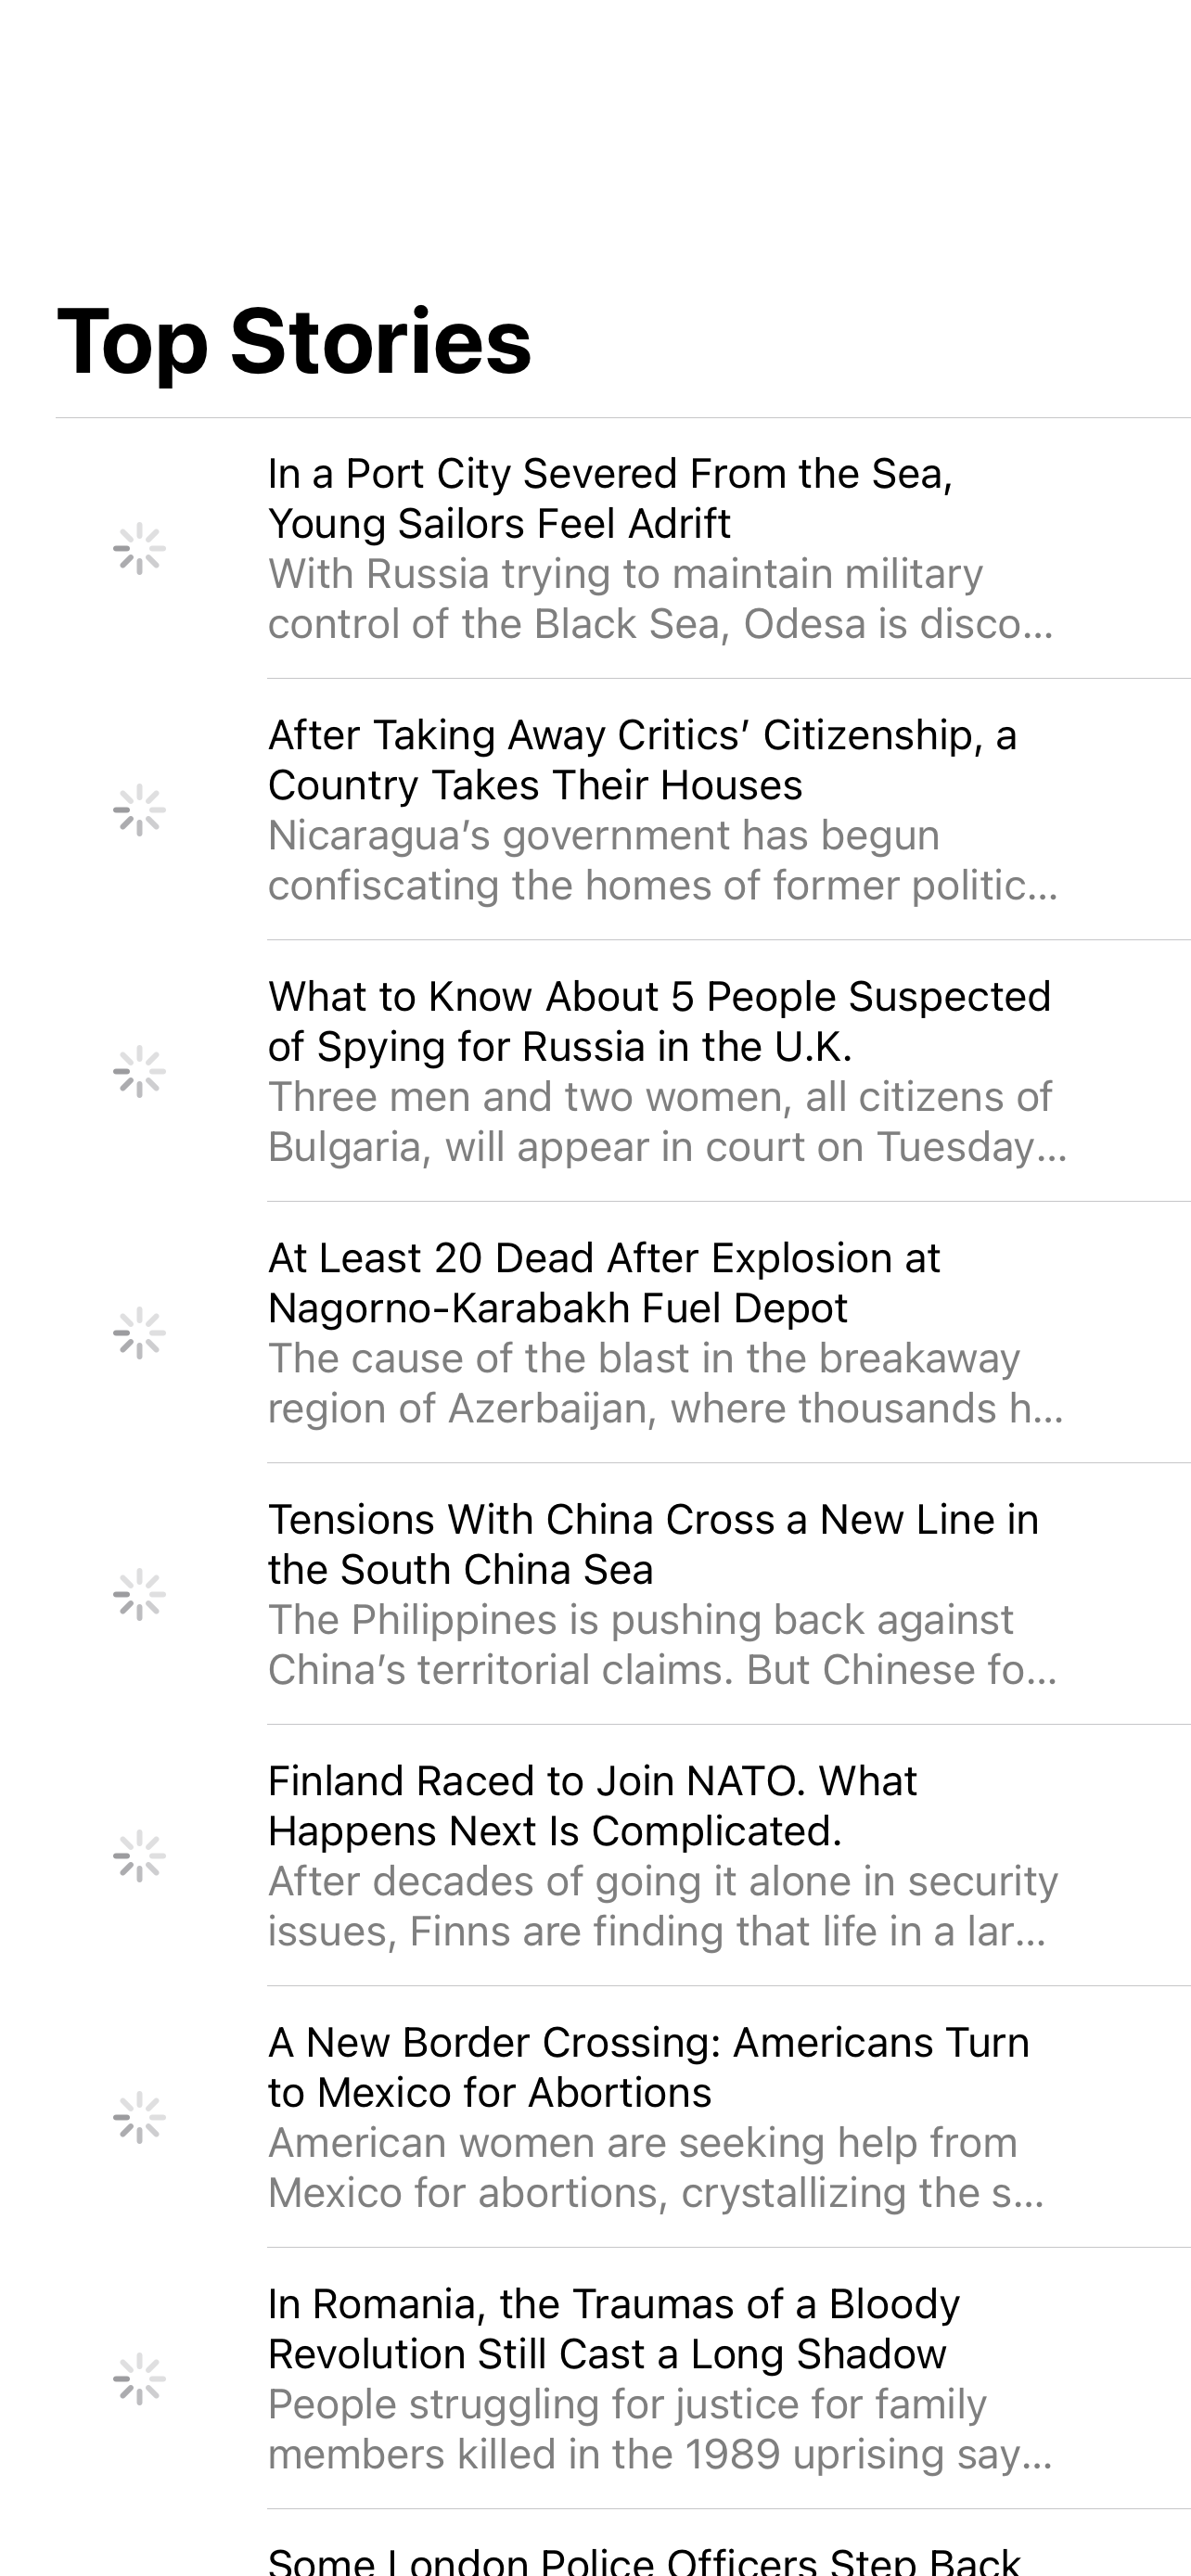 Top Stories
In a Port City Severed From the Sea,
Young Sailors Feel Adrift
With Russia trying to maintain military
control of the Black Sea, Odesa is disco...
After Taking Away Critics’ Citizenship, a
Country Takes Their Houses
Nicaragua’s government has begun
confiscating the homes of former politic...
What to Know About 5 People Suspected
of Spying for Russia in the U.K.
Three men and two women, all citizens of
Bulgaria, will appear in court on Tuesday...
At Least 20 Dead After Explosion at
Nagorno-Karabakh Fuel Depot
The cause of the blast in the breakaway
region of Azerbaijan, where thousands h...
Tensions With China Cross a New Line in
the South China Sea
The Philippines is pushing back against
China’s territorial claims. But Chinese fo...
Finland Raced to Join NATO. What
Happens Next Is Complicated.
After decades of going it alone in security
issues, Finns are finding that life in a lar...
A New Border Crossing: Americans Turn
to Mexico for Abortions
American women are seeking help from
Mexico for abortions, crystallizing the s...
In Romania, the Traumas of a Bloody
Revolution Still Cast a Long Shadow
People struggling for justice for family
members killed in the 1989 uprising say...
Some London Police Officers Step Back